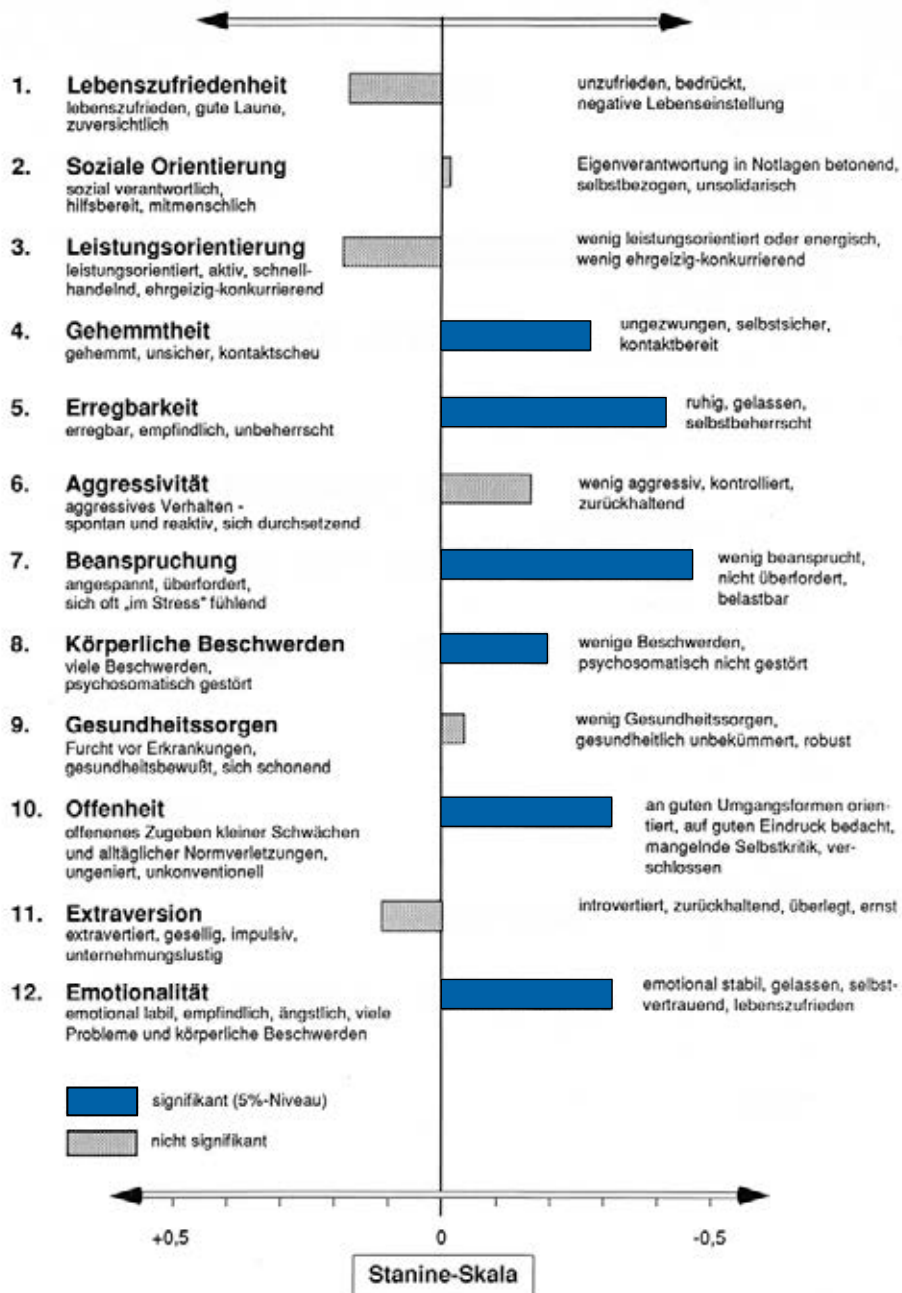 1. Lebenszufriedenheit
lebenszufrieden, gute Laune,
zuversichtlich
unzufrieden, bedrückt,
negative Lebenseinstellung
2. Soziale Orientierung
sozial verantwortlich,
hilfsbereit, mitmenschlich
Eigenverantwortung in Notlagen betonend,
selbstbezogen, unsolidarisch
3. Leistungsorientierung
leistungsorientiert, aktiv, schnell-
handelnd, ehrgeizig-konkurrierend
wenig leistungsorientiert oder energisch,
wenig ehrgeizig-konkurrierend
4. Gehemmtheit
gehemmt, unsicher, kontaktscheu
ungezwungen, selbstsicher,
kontaktbereit
5. Erregbarkeit
erregbar, empfindlich, unbeherrscht
ruhig, gelassen,
selbstbeherrscht
6. Aggressivität
aggressives Verhalten -
spontan und reaktiv, sich durchsetzend
wenig aggressiv, kontrolliert,
zurückhaltend
7. Beanspruchung
angespannt, überfordert,
sich oft „im Stress" fühlend
wenig beansprucht,
nicht überfordert,
belastbar
8. Körperliche Beschwerden
viele Beschwerden,
psychosomatisch gestört
wenige Beschwerden,
psychosomatisch nicht gestört
9. Gesundheitssorgen
Furcht vor Erkrankungen,
gesundheitsbewußt, sich schonend
wenig Gesundheitssorgen,
gesundheitlich unbekümmert, robust
10. Offenheit
offenenes Zugeben kleiner Schwächen
und alltäglicher Normverletzungen,
ungeniert, unkonventionell
an guten Umgangsformen orien-
tiert, auf guten Eindruck bedacht,
mangelnde Selbstkritik, ver-
schlossen
11. Extraversion
extravertiert, gesellig, impulsiv,
unternehmungslustig
introvertiert, zurückhaltend, überlegt, ernst
12. Emotionalität
emotional labil, empfindlich, ängstlich, viele
Probleme und körperliche Beschwerden
emotional stabil, gelassen, selbst-
vertrauend, lebenszufrieden
signifikant (5%-Niveau)
nicht signifikant
+0,5 0 -0,5
Stanine-Skala